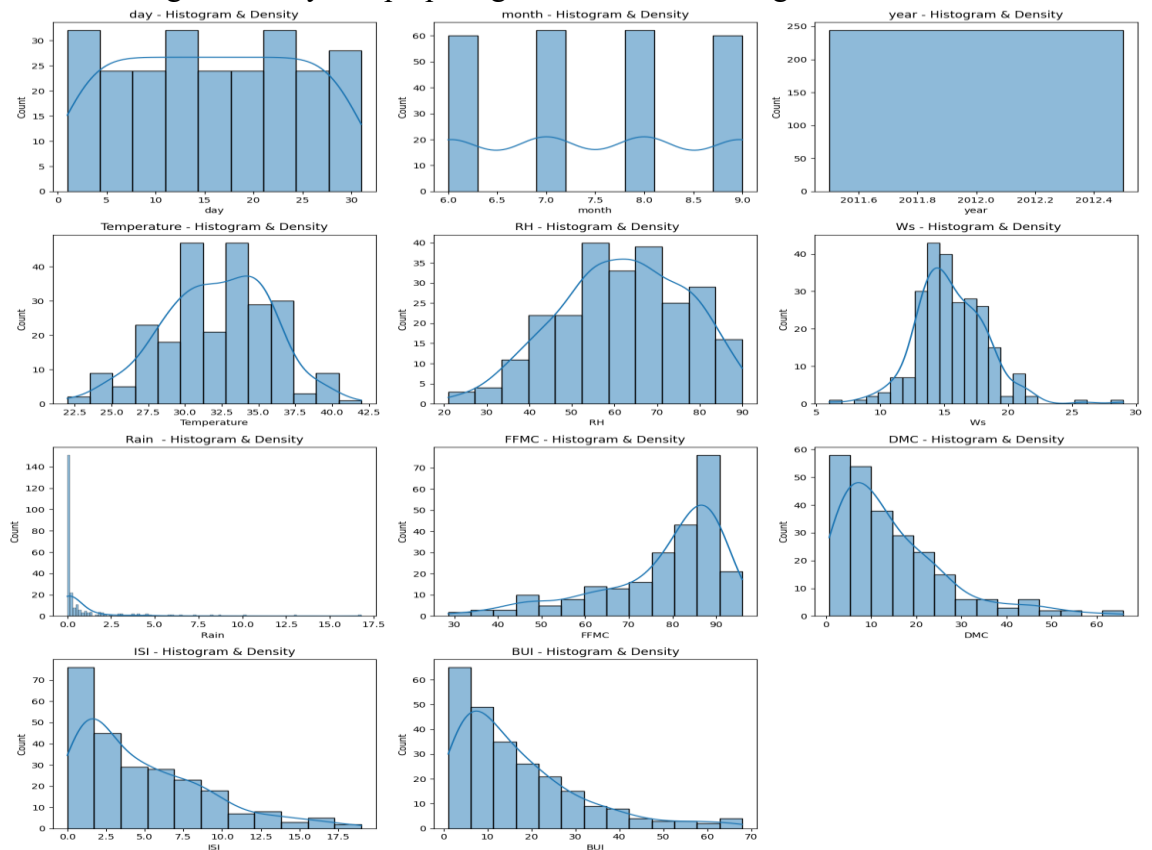 day - Histogram & Density
month - Histogram & Density
year - Histogram & Density
30
25
20
15
10
5
0
Count
0 5 10 15 20 25 30
day
60
50
40
30
20
10
0
Count
6.0 6.5 7.0 7.5 8.0 8.5 9.0
month
250
200
150
100
50
0
Count
2011.6 2011.8 2012.0 2012.2 2012.4
year
Temperature - Histogram & Density
RH - Histogram & Density
Ws - Histogram & Density
40
30
20
10
0
Count
22.5 25.0 27.5 30.0 32.5 35.0 37.5 40.0 42.5
Temperature
40
35
30
25
20
15
10
5
0
Count
20 30 40 50 60 70 80 90
RH
40
30
20
10
0
Count
5 10 15 20 25 30
Ws
Rain - Histogram & Density
FFMC - Histogram & Density
DMC - Histogram & Density
140
120
100
80
60
40
20
0
Count
0.0 2.5 5.0 7.5 10.0 12.5 15.0 17.5
Rain
70
60
50
40
30
20
10
0
Count
30 40 50 60 70 80 90
FFMC
60
50
40
30
20
10
0
Count
0 10 20 30 40 50 60
DMC
ISI - Histogram & Density
BUI - Histogram & Density
70
60
50
40
30
20
10
0
Count
0.0 2.5 5.0 7.5 10.0 12.5 15.0 17.5
ISI
60
50
40
30
20
10
0
Count
0 10 20 30 40 50 60 70
BUI